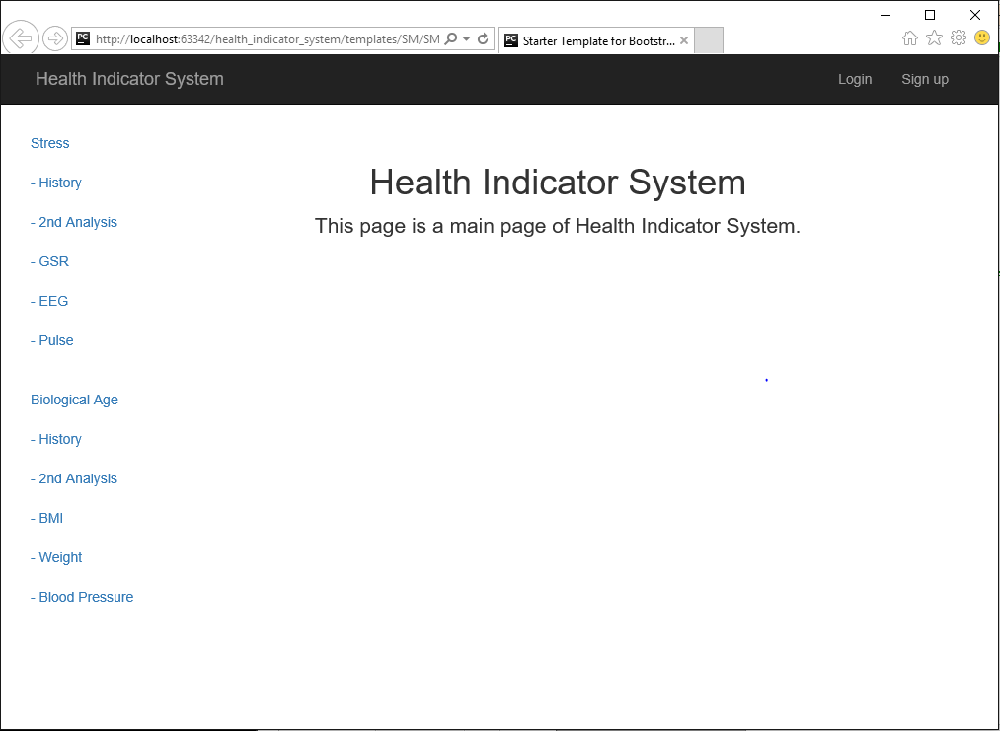 http://localhost:63342/health_indicator_system/templates/SM/SM
PC Starter Template for Bootstr...
Health Indicator System
Login
Sign up
Stress
- History
- 2nd Analysis
- GSR
- EEG
- Pulse
Biological Age
- History
- 2nd Analysis
- BMI
- Weight
- Blood Pressure
Health Indicator System
This page is a main page of Health Indicator System.